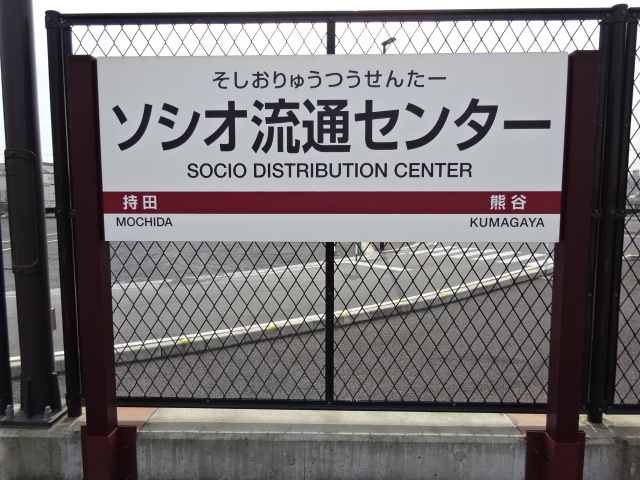 そしおりゅうつうせんたー
ソシオ流通センター
SOCIO DISTRIBUTION CENTER
持田 熊谷
MOCHIDA KUMAGAYA